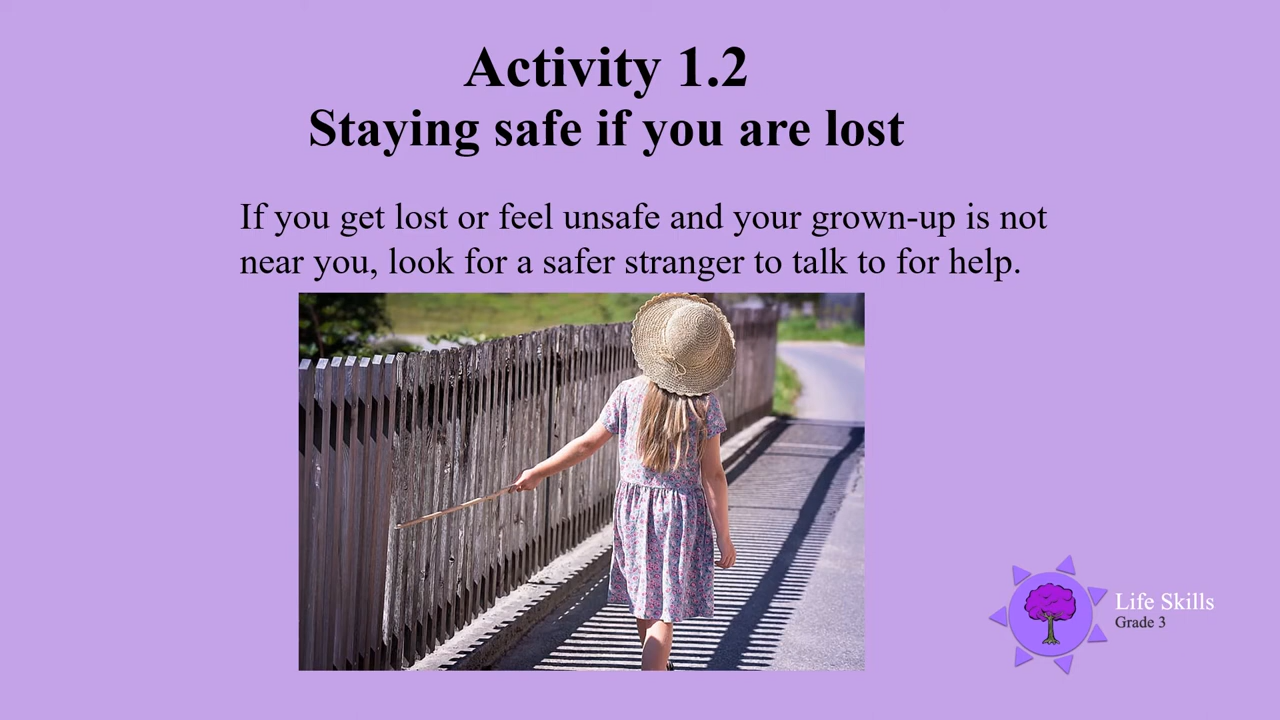 Activity 1.2
Staying safe if you are lost
If you get lost or feel unsafe and your grown-up is not
near you, look for a safer stranger to talk to for help.
Life Skills
Grade 3